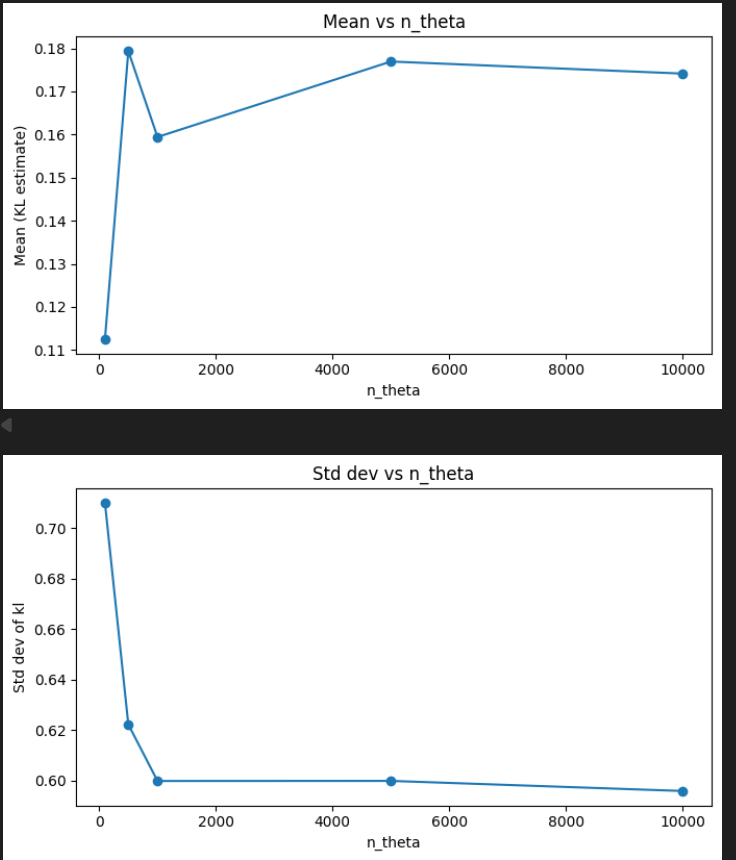 Mean vs n_theta
0.18
0.17
0.16
0.15
0.14
0.13
0.12
0.11
Mean (KL estimate)
0 2000 4000 6000 8000 10000
n_theta
Std dev vs n_theta
0.70
0.68
0.66
0.64
0.62
0.60
Std dev of kl
0 2000 4000 6000 8000 10000
n_theta